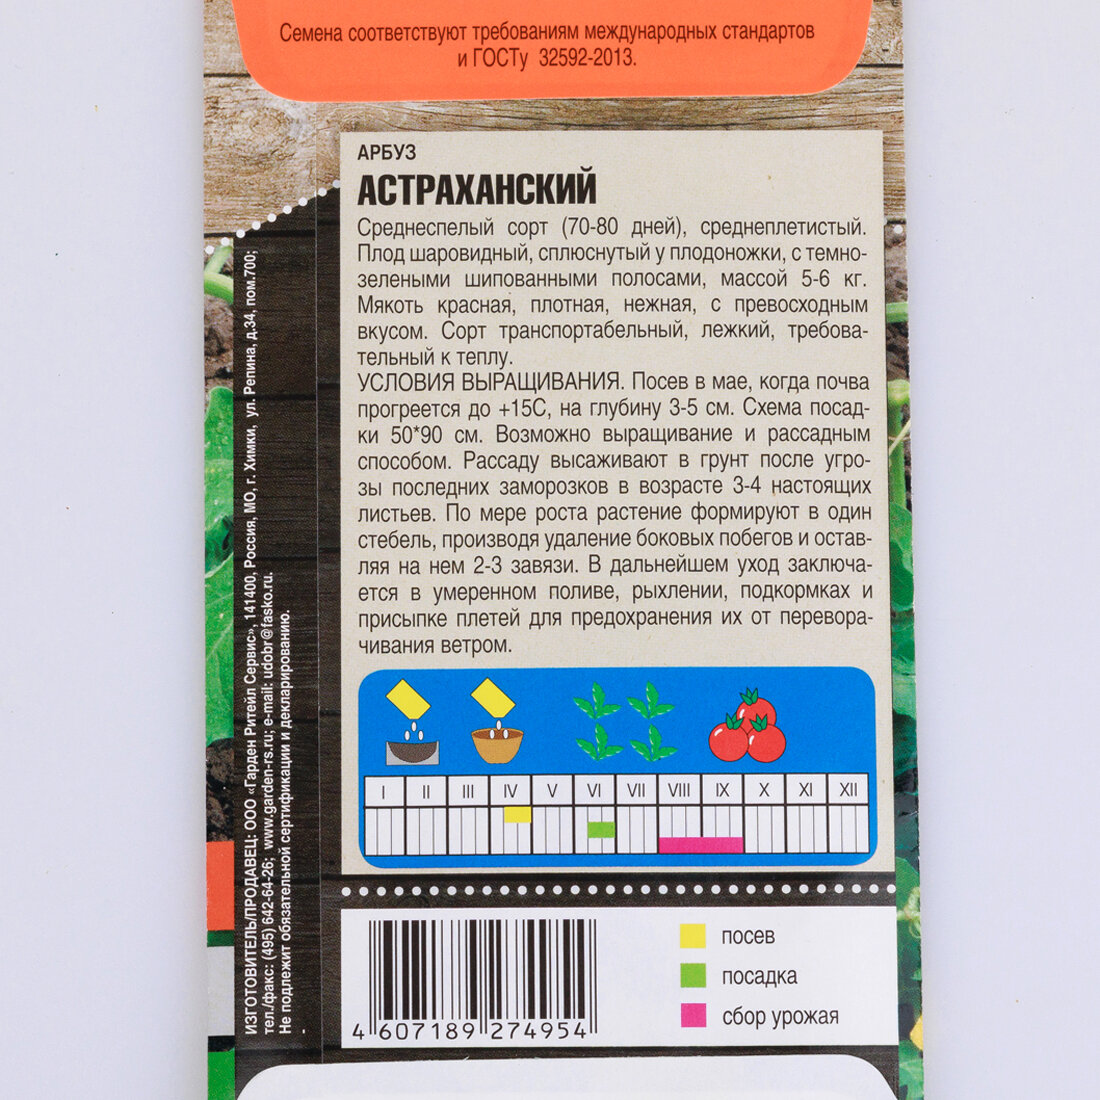 Семена соответствуют требованиям международных стандартов
и ГОСТу 32592-2013.
АРБУЗ
АСТРАХАНСКИЙ
Среднеспелый сорт (70-80 дней), среднеплетистый.
Плод шаровидный, сплюснутый у плодоножки, с темно-
зелеными шипованными полосами, массой 5-6 кг.
Мякоть красная, плотная, нежная, с превосходным
вкусом. Сорт транспортабельный, лежкий, требова-
тельный к теплу.
УСЛОВИЯ ВЫРАЩИВАНИЯ. Посев в мае, когда почва
прогреется до +15С, на глубину 3-5 см. Схема посад-
ки 50*90 см. Возможно выращивание и рассадным
способом. Рассаду высаживают в грунт после угро-
зы последних заморозков в возрасте 3-4 настоящих
листьев. По мере роста растение формируют в один
стебель, производя удаление боковых побегов и остав-
ляя на нем 2-3 завязи. В дальнейшем уход заключа-
ется в умеренном поливе, рыхлении, подкормках и
присыпке плетей для предохранения их от перевора-
чивания ветром.
I II III IV V VI VII VIII IX X XI XII
посев
посадка
сбор урожая
4 607189 274954
ИЗГОТОВИТЕЛЬ/ПРОДАВЕЦ: ООО «Гарден Ритейл Сервис», 141400, Россия, МО, г. Химки, ул. Репина, д.34, пом.700;
тел./факс: (495) 642-64-26; www.garden-rs.ru; e-mail: udobr@fasko.ru.
Не подлежит обязательной сертификации и декларированию.